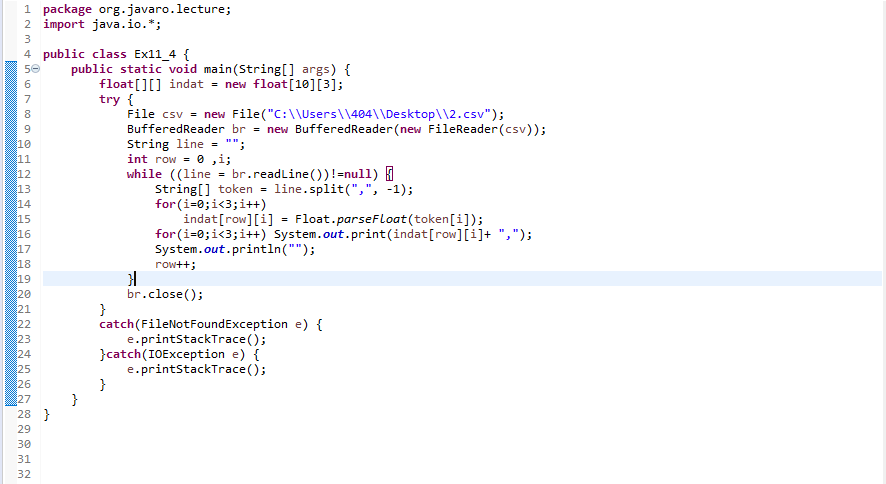 1 package org.javaro.lecture;
2 import java.io.*;
3
4 public class Ex11_4 {
5 public static void main(String[] args) {
6 float[][] indat = new float[10][3];
7 try {
8 File csv = new File("C:\\Users\\404\\Desktop\\2.csv");
9 BufferedReader br = new BufferedReader(new FileReader(csv));
10 String line = "";
11 int row = 0 ,i;
12 while ((line = br.readLine())!=null) {
13 String[] token = line.split(",", -1);
14 for(i=0;i<3;i++)
15 indat[row][i] = Float.parseFloat(token[i]);
16 for(i=0;i<3;i++) System.out.print(indat[row][i]+ ",");
17 System.out.println("");
18 row++;
19 }
20 br.close();
21 }
22 catch(FileNotFoundException e) {
23 e.printStackTrace();
24 }catch(IOException e) {
25 e.printStackTrace();
26 }
27 }
28 }
29
30
31
32